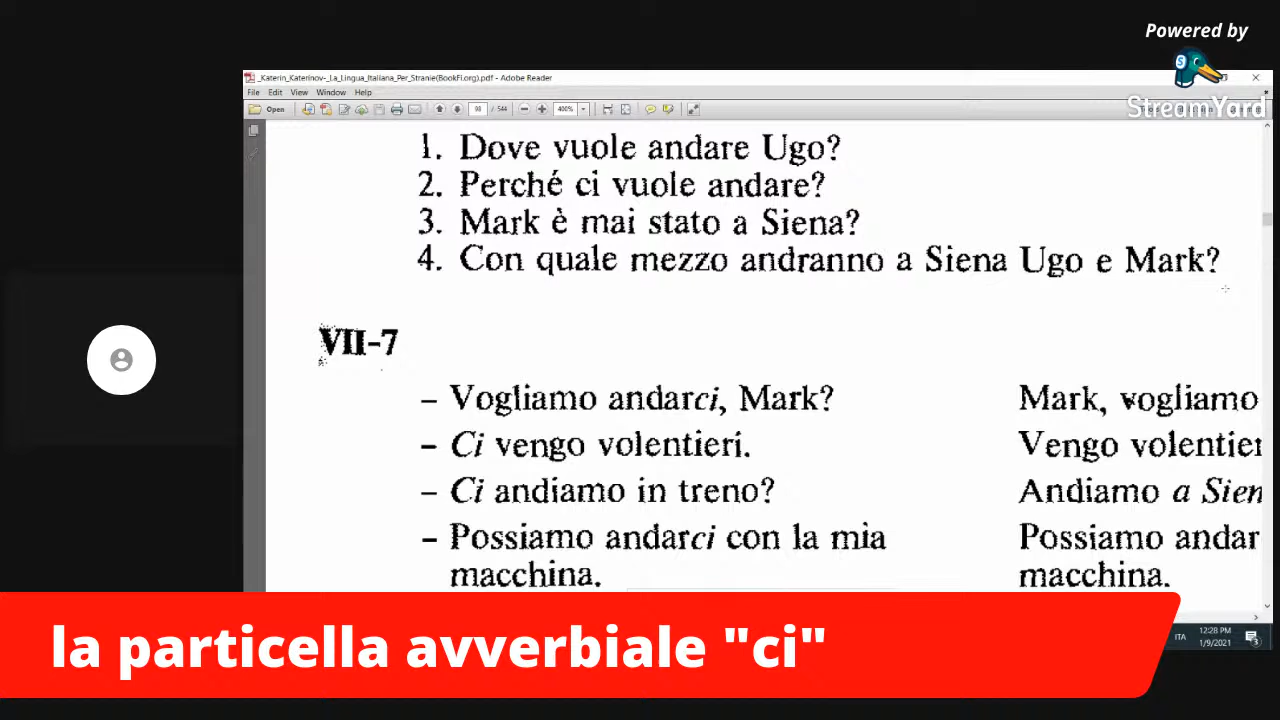 Powered by
StreamYard
_Katerin_Katerinov-_La_Lingua_Italiana_Per_Stranie(BookFi.org).pdf - Adobe Reader
File Edit View Window Help
Open 98 / 544 400%
1. Dove vuole andare Ugo?
2. Perché ci vuole andare?
3. Mark è mai stato a Siena?
4. Con quale mezzo andranno a Siena Ugo e Mark?
VII-7
– Vogliamo andarci, Mark? Mark, vogliamo
– Ci vengo volentieri. Vengo volentier
– Ci andiamo in treno? Andiamo a Sien
– Possiamo andarci con la mia Possiamo andar
macchina. macchina.
la particella avverbiale "ci"
ITA 12:28 PM
1/9/2021